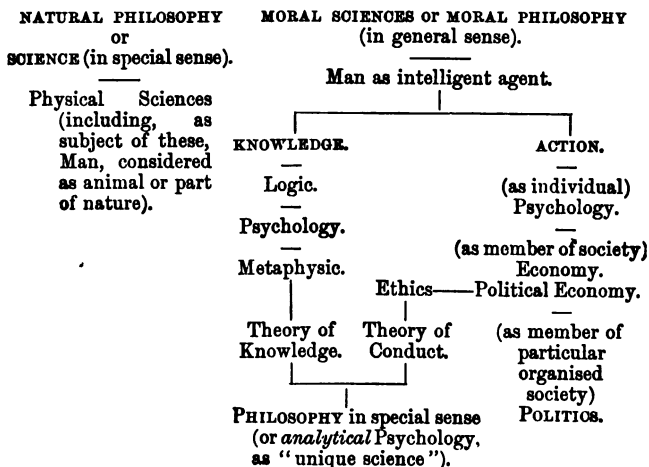 NATURAL PHILOSOPHY
or
SCIENCE (in special sense).
Physical Sciences
(including, as
subject of these,
Man, considered
as animal or part
of nature).
MORAL SCIENCES or MORAL PHILOSOPHY
(in general sense).
Man as intelligent agent.
KNOWLEDGE.
Logic.
Psychology.
Metaphysic.
Theory of
Knowledge.
Ethics
Theory of
Conduct.
ACTION.
(as individual)
Psychology.
(as member of society)
Economy.
Political Economy.
(as member of
particular
organised
society)
POLITICS.
PHILOSOPHY in special sense
(or analytical Psychology,
as "unique science").